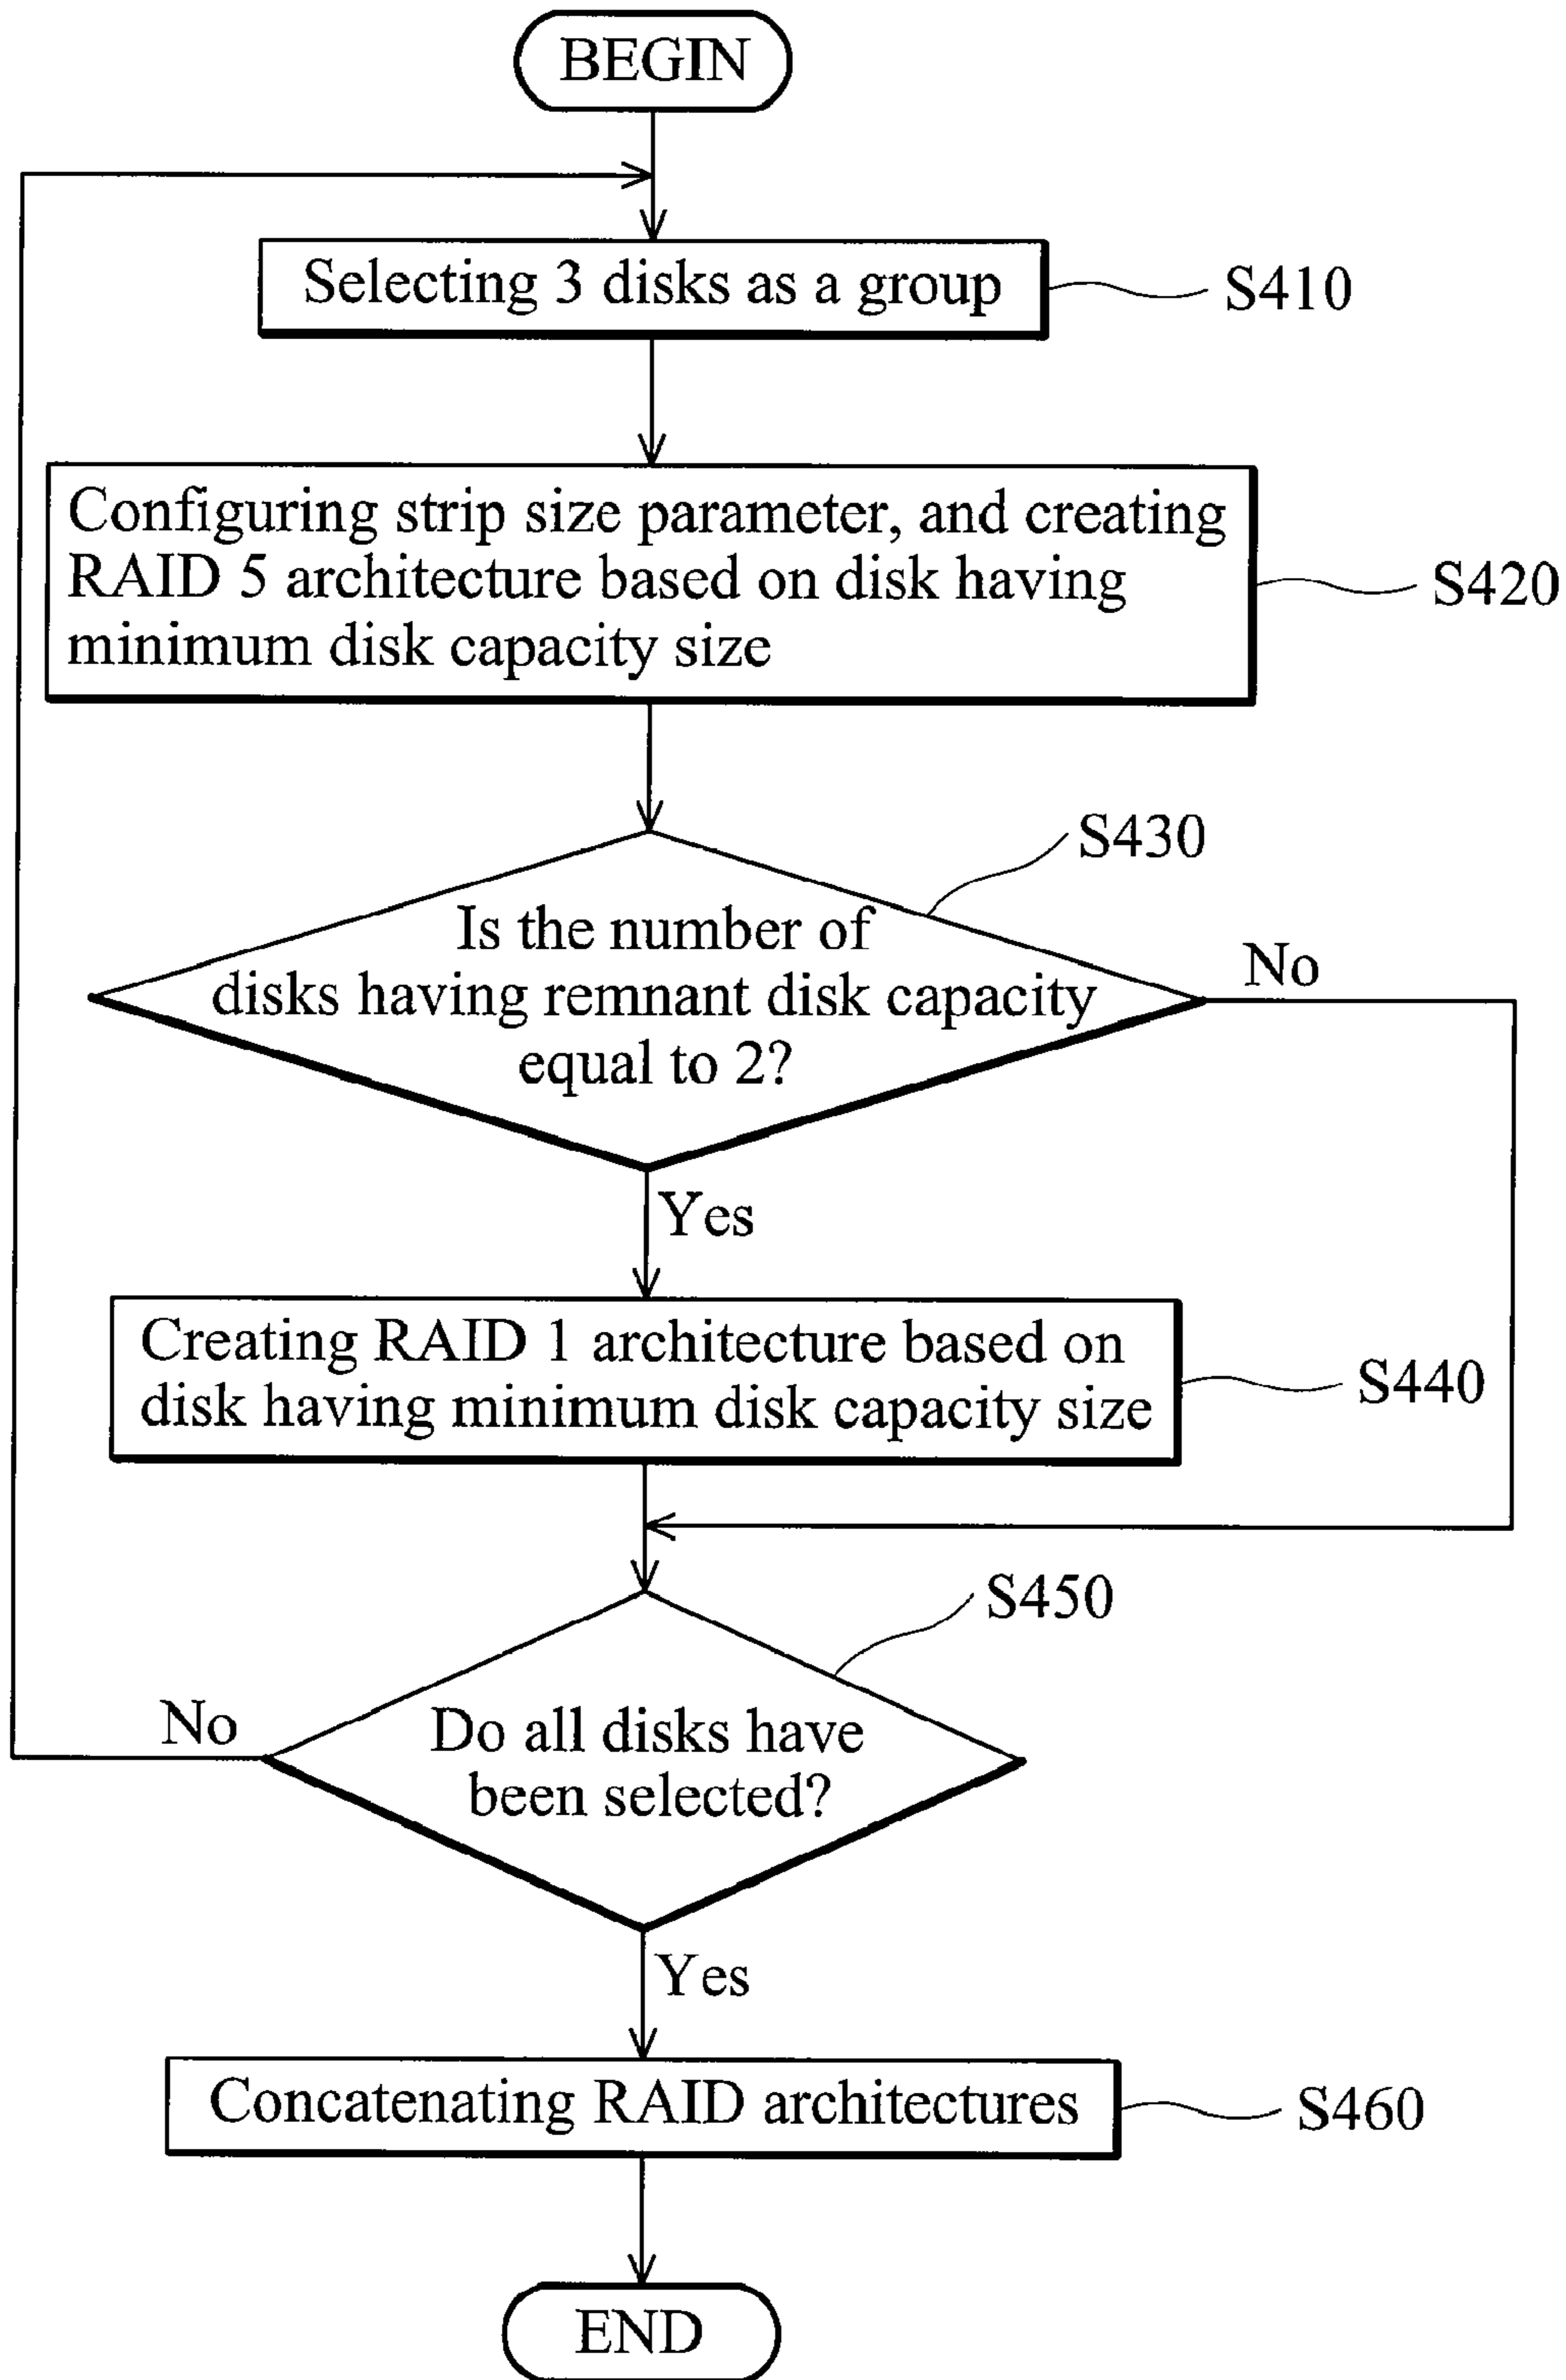 BEGIN
Selecting 3 disks as a group
S410
Configuring strip size parameter, and creating
RAID 5 architecture based on disk having
minimum disk capacity size
S420
S430
Is the number of
disks having remnant disk capacity
equal to 2?
No
Yes
Creating RAID 1 architecture based on
disk having minimum disk capacity size
S440
S450
Do all disks have
been selected?
No
Yes
Concatenating RAID architectures
S460
END